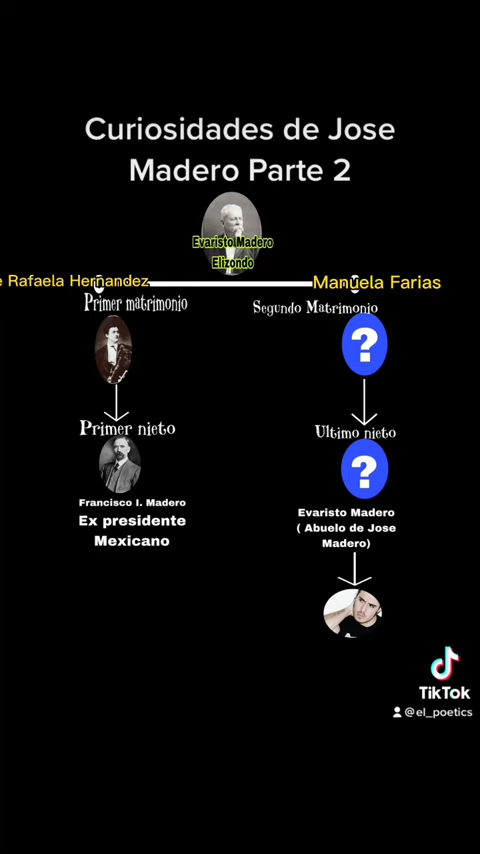 Curiosidades de Jose
Madero Parte 2
Evaristo Madero
Elizondo
e Rafaela Hernandez
Manuela Farias
Primer matrimonio
Segundo Matrimonio
?
Primer nieto
Ultimo nieto
?
Francisco I. Madero
Ex presidente
Mexicano
Evaristo Madero
( Abuelo de Jose
Madero)
TikTok
@el_poetics